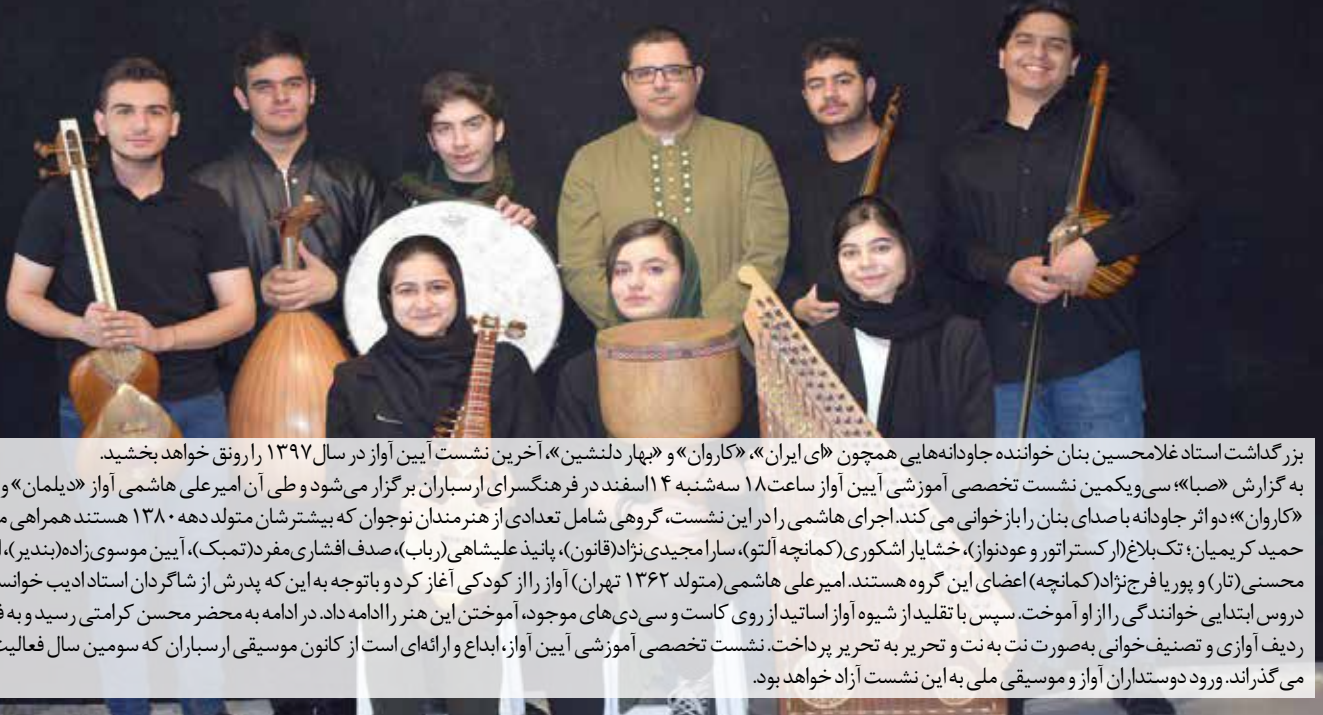 بزرگداشت استاد غلامحسین بنان خواننده جاودانه‌هایی همچون «ای ایران»، «کاروان» و «بهار دلنشین»، آخرین نشست آیین آواز در سال ۱۳۹۷ را رونق خواهد بخشید.
به گزارش «صبا»؛ سی‌ویکمین نشست تخصصی آموزشی آیین آواز ساعت ۱۸ سه‌شنبه ۱۴ اسفند در فرهنگسرای ارسباران برگزار می‌شود و طی آن امیرعلی هاشمی آواز «دیلمان» و
«کاروان»؛ دو اثر جاودانه با صدای بنان را بازخوانی می‌کند. اجرای هاشمی را در این نشست، گروهی شامل تعدادی از هنرمندان نوجوان که بیشترشان متولد دهه ۱۳۸۰ هستند همراهی
حمید کریمیان؛ تک‌بلاغ(ارکستراتور و عودنواز)، خشایار اشکوری(کمانچه آلتو)، سارا مجیدی‌نژاد(قانون)، پانیذ علیشاهی(رباب)، صدف افشاری‌مفرد(تمبک)، آیین موسوی‌زاده(بندیر)،
محسنی(تار) و پوریا فرج‌نژاد(کمانچه) اعضای این گروه هستند. امیرعلی هاشمی(متولد ۱۳۶۲ تهران) آواز را از کودکی آغاز کرد و باتوجه به این‌که پدرش از شاگردان استاد ادیب
دروس ابتدایی خوانندگی را از او آموخت. سپس با تقلید از شیوه آواز اساتید از روی کاست و سی‌دی‌های موجود، آموختن این هنر را ادامه داد. در ادامه به محضر محسن کرامتی رسید و به
ردیف آوازی و تصنیف‌خوانی به‌صورت نت به نت و تحریر به تحریر پرداخت. نشست تخصصی آموزشی آیین آواز، ابداع و ارائه‌ای است از کانون موسیقی ارسباران که سومین سال
می‌گذراند. ورود دوستداران آواز و موسیقی ملی به این نشست آزاد خواهد بود.